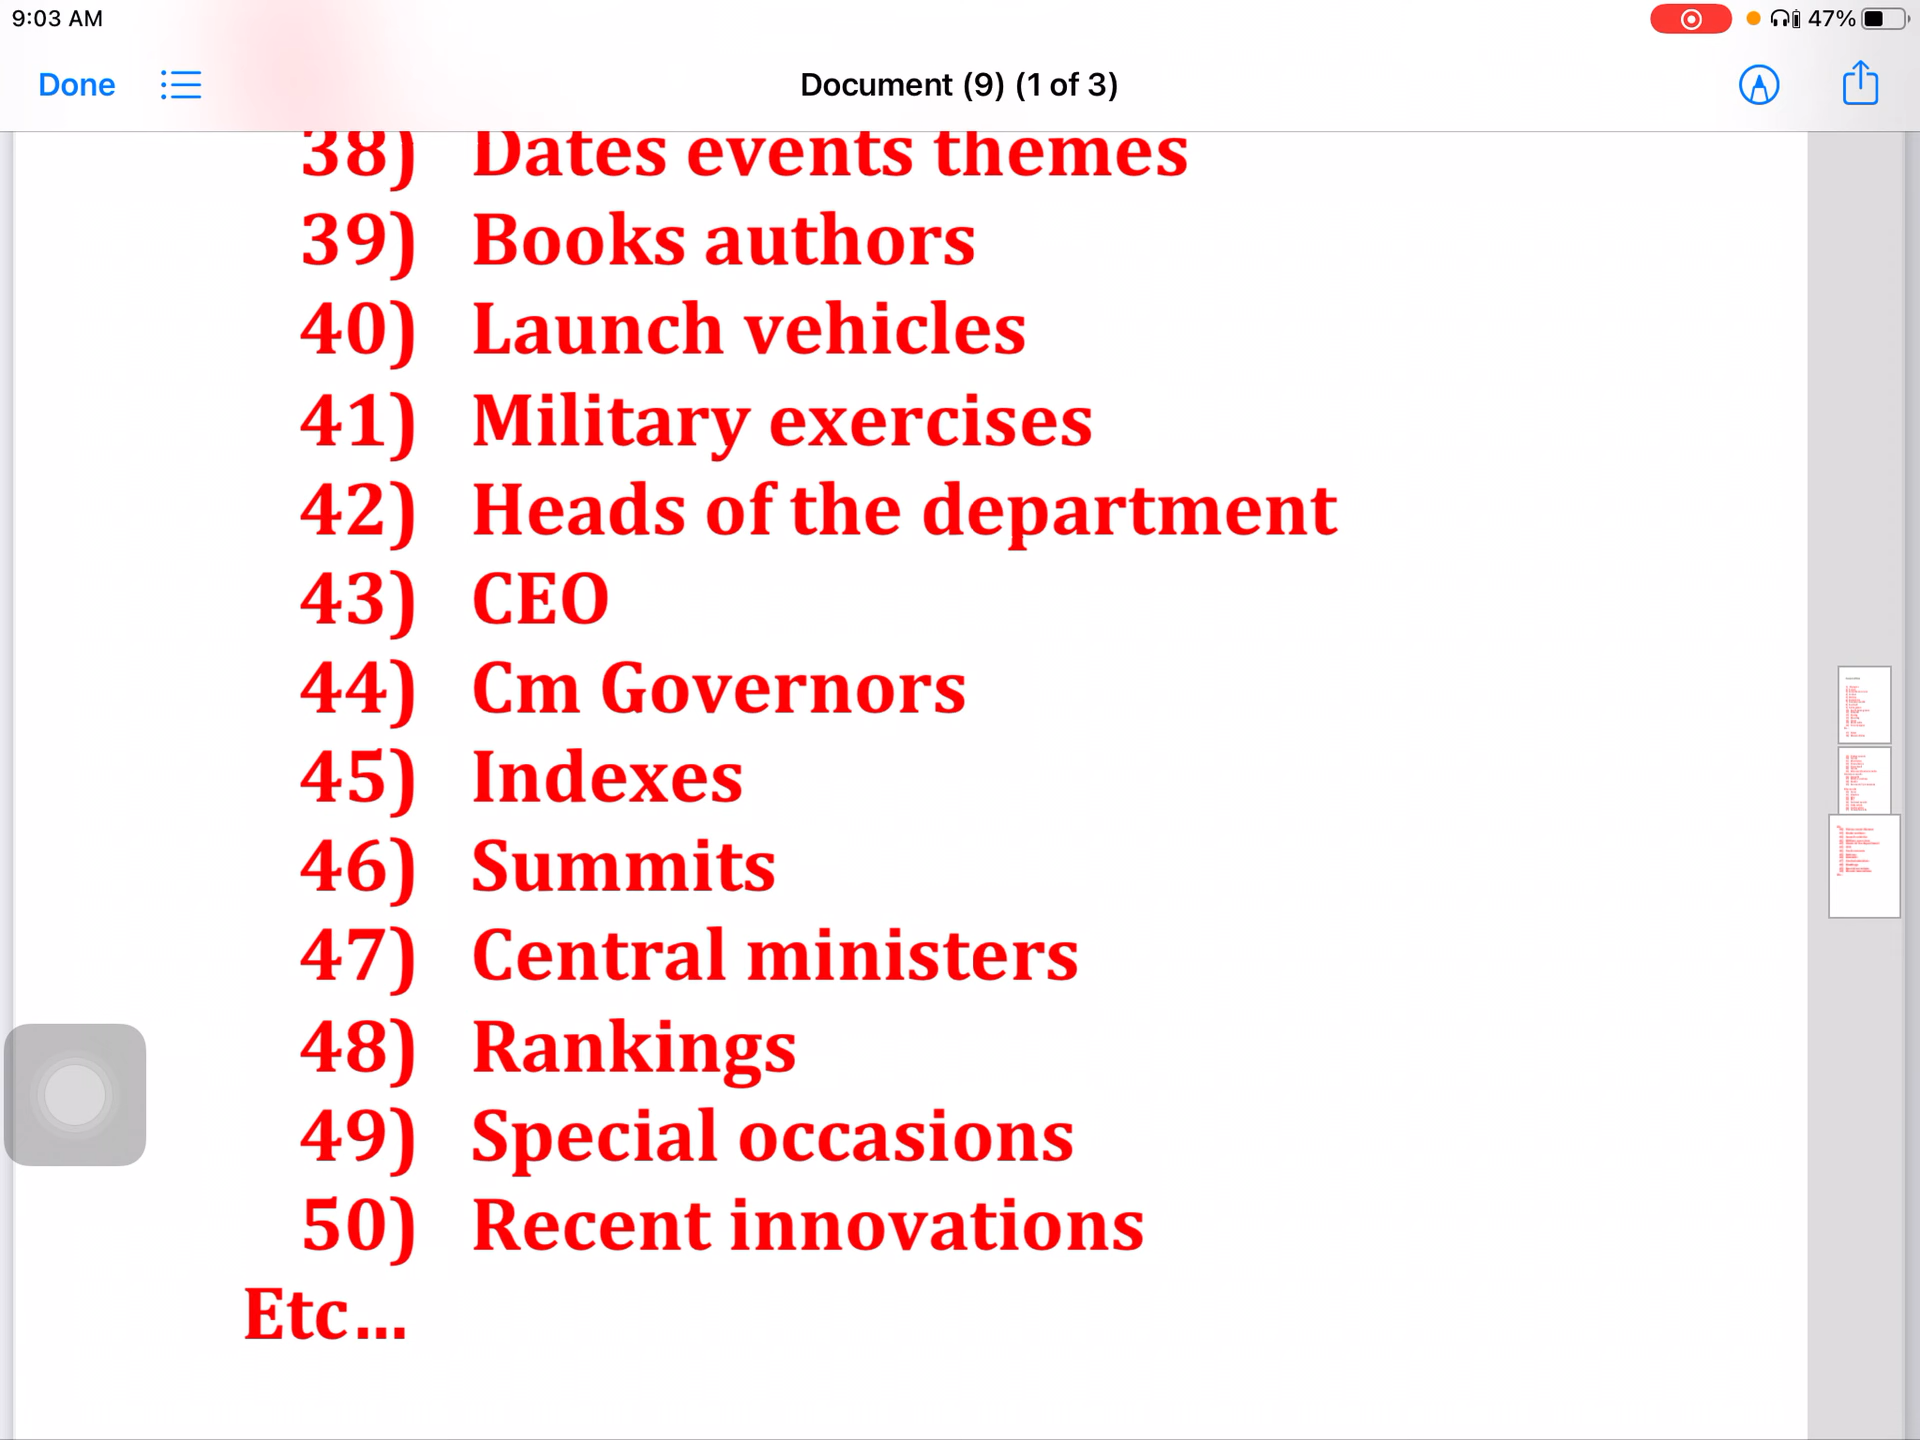 9:03 AM
47%
Done
Document (9) (1 of 3)
38) Dates events themes
39) Books authors
40) Launch vehicles
41) Military exercises
42) Heads of the department
43) CEO
44) Cm Governors
45) Indexes
46) Summits
47) Central ministers
48) Rankings
49) Special occasions
50) Recent innovations
Etc...